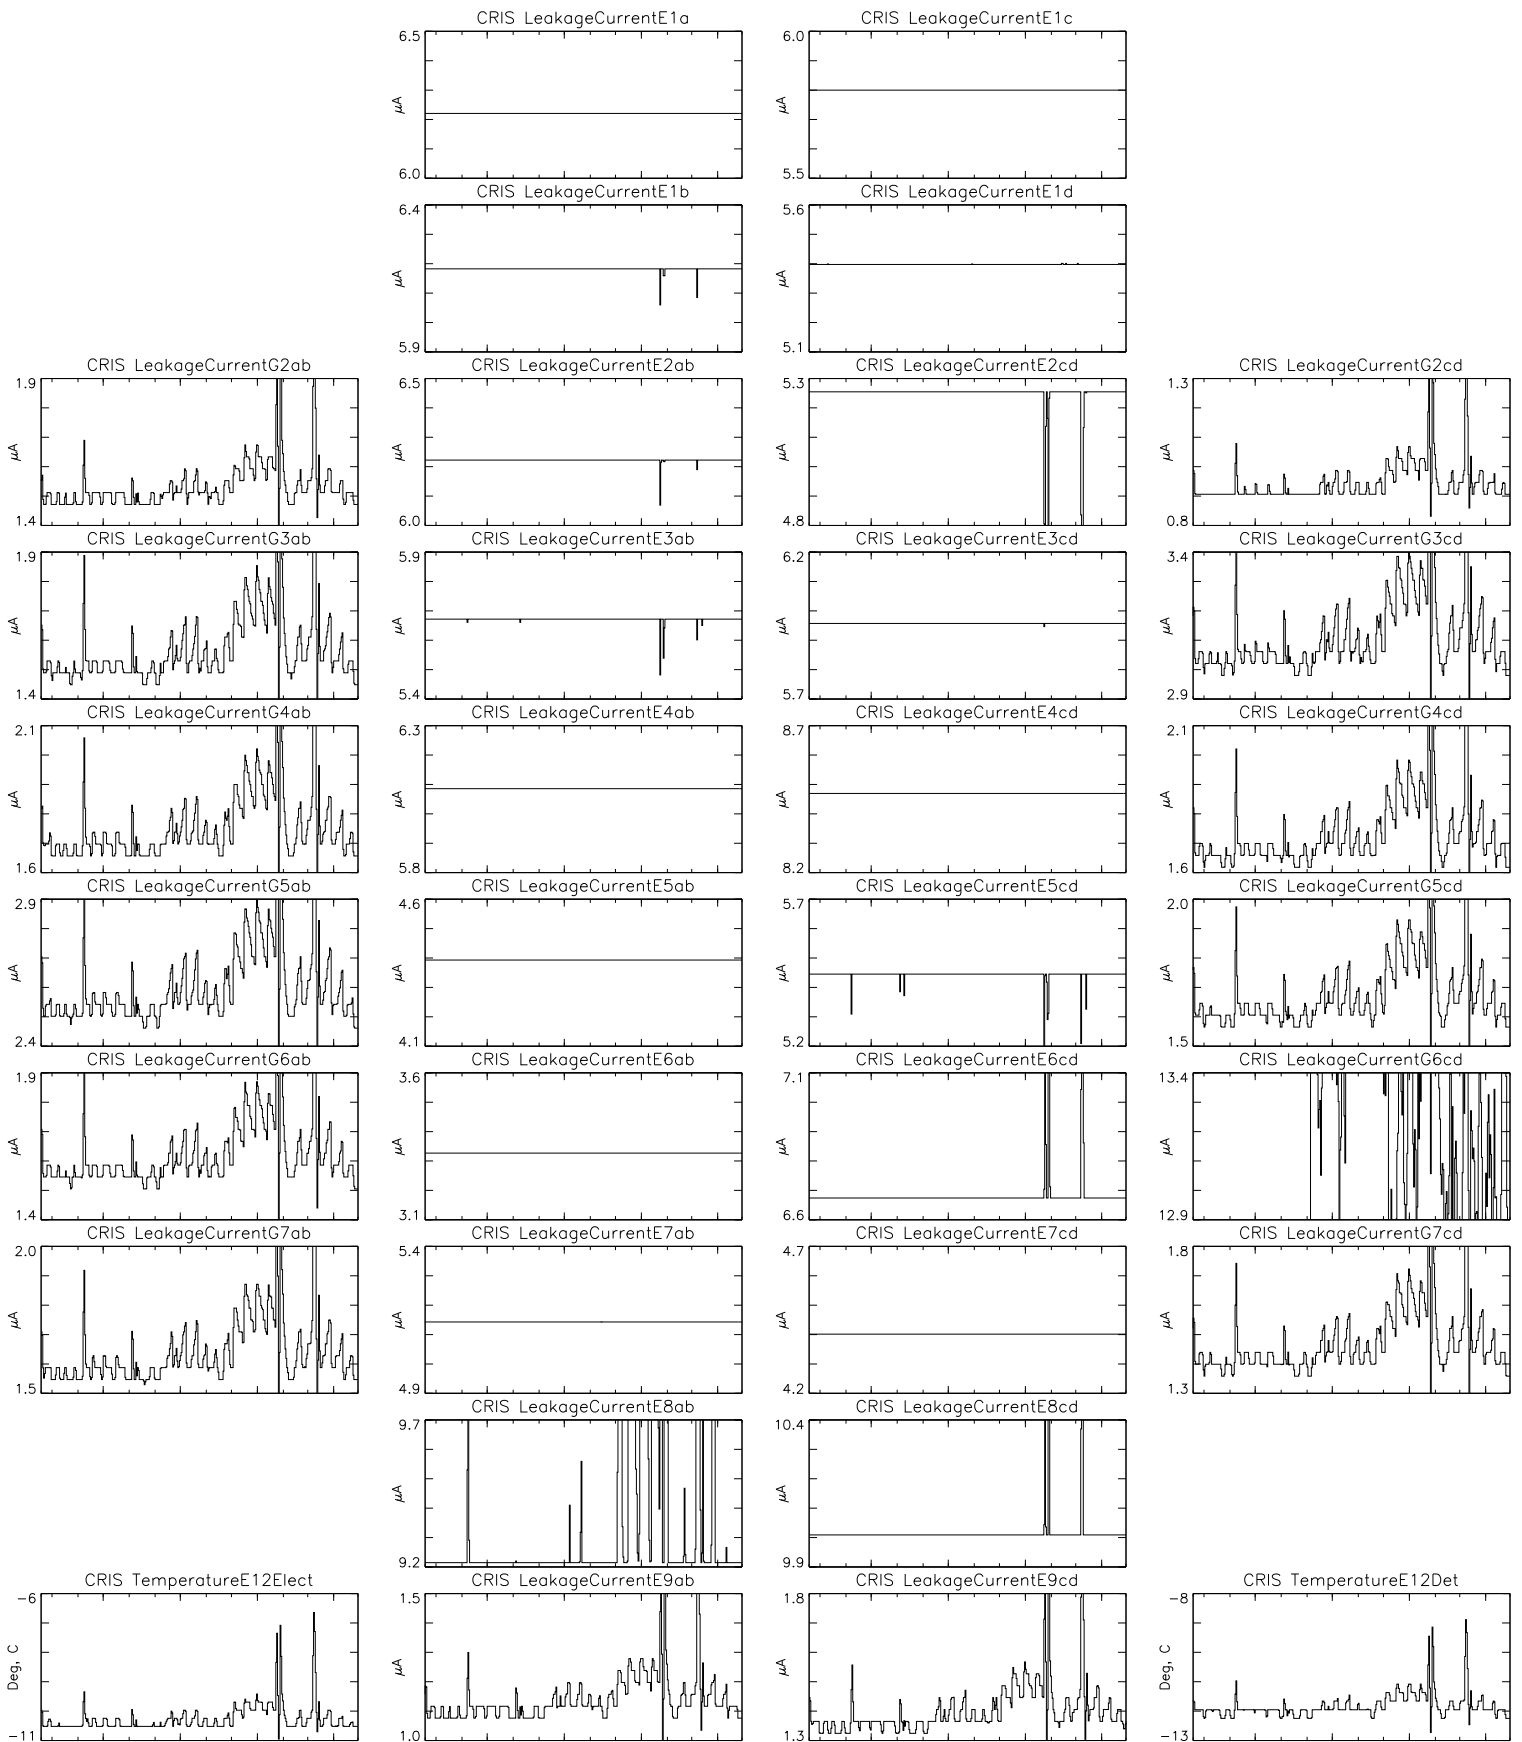 CRIS LeakageCurrentE1a
6.5
μA
6.0
CRIS LeakageCurrentE1c
6.0
μA
5.5
CRIS LeakageCurrentE1b
6.4
μA
5.9
CRIS LeakageCurrentE1d
5.6
μA
5.1
CRIS LeakageCurrentG2ab
1.9
μA
1.4
CRIS LeakageCurrentE2ab
6.5
μA
6.0
CRIS LeakageCurrentE2cd
5.3
μA
4.8
CRIS LeakageCurrentG2cd
1.3
μA
0.8
CRIS LeakageCurrentG3ab
1.9
μA
1.4
CRIS LeakageCurrentE3ab
5.9
μA
5.4
CRIS LeakageCurrentE3cd
6.2
μA
5.7
CRIS LeakageCurrentG3cd
3.4
μA
2.9
CRIS LeakageCurrentG4ab
2.1
μA
1.6
CRIS LeakageCurrentE4ab
6.3
μA
5.8
CRIS LeakageCurrentE4cd
8.7
μA
8.2
CRIS LeakageCurrentG4cd
2.1
μA
1.6
CRIS LeakageCurrentG5ab
2.9
μA
2.4
CRIS LeakageCurrentE5ab
4.6
μA
4.1
CRIS LeakageCurrentE5cd
5.7
μA
5.2
CRIS LeakageCurrentG5cd
2.0
μA
1.5
CRIS LeakageCurrentG6ab
1.9
μA
1.4
CRIS LeakageCurrentE6ab
3.6
μA
3.1
CRIS LeakageCurrentE6cd
7.1
μA
6.6
CRIS LeakageCurrentG6cd
13.4
μA
12.9
CRIS LeakageCurrentG7ab
2.0
μA
1.5
CRIS LeakageCurrentE7ab
5.4
μA
4.9
CRIS LeakageCurrentE7cd
4.7
μA
4.2
CRIS LeakageCurrentG7cd
1.8
μA
1.3
CRIS LeakageCurrentE8ab
9.7
μA
9.2
CRIS LeakageCurrentE8cd
10.4
μA
9.9
CRIS TemperatureE12Elect
−6
Deg, C
−11
CRIS LeakageCurrentE9ab
1.5
μA
1.0
CRIS LeakageCurrentE9cd
1.8
μA
1.3
CRIS TemperatureE12Det
−8
Deg, C
−13